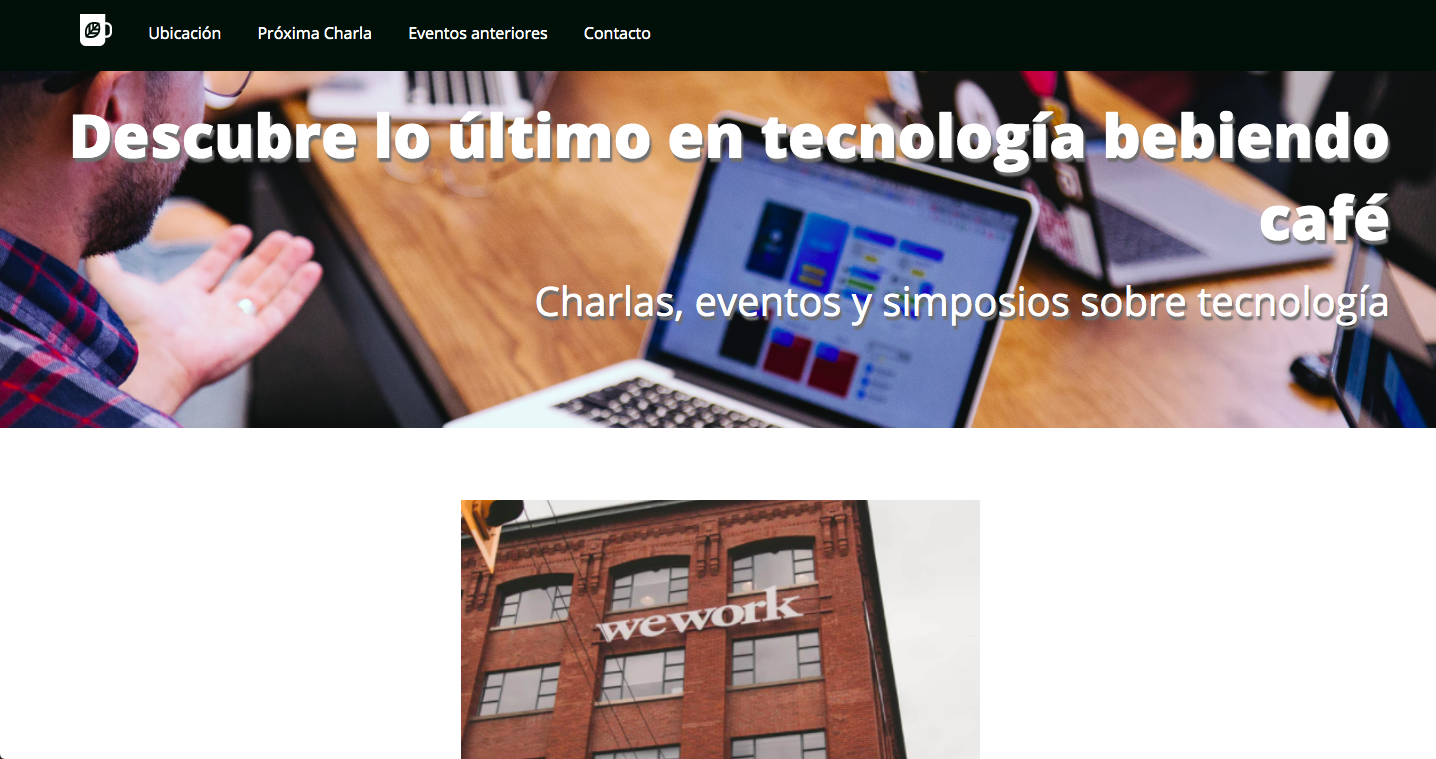 Ubicación Próxima Charla Eventos anteriores Contacto
Descubre lo último en tecnología bebiendo
café
Charlas, eventos y simposios sobre tecnología
wework